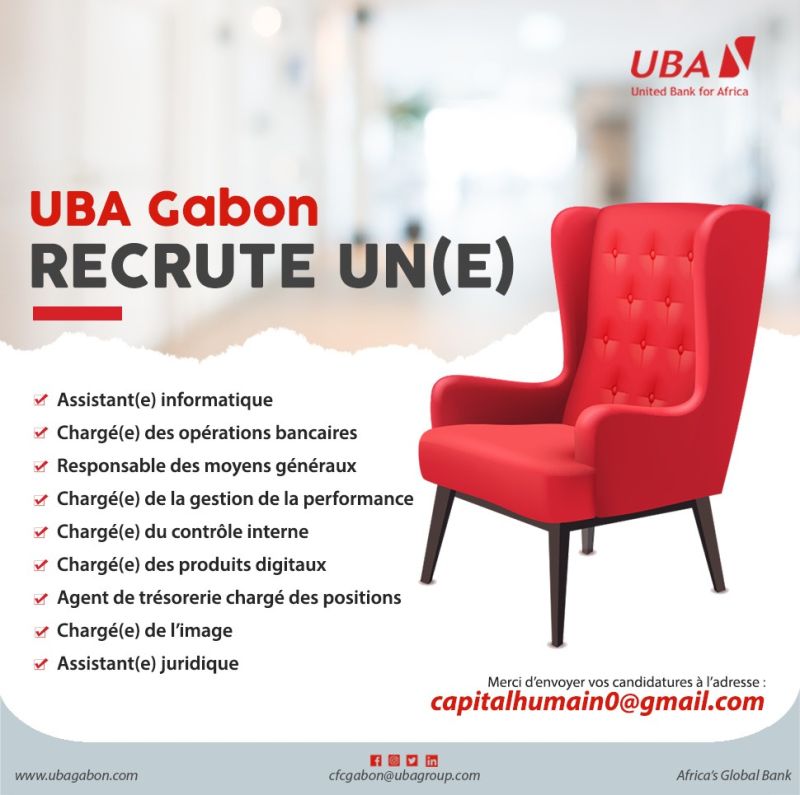 UBA
United Bank for Africa
UBA Gabon
RECRUTE UN(E)
Assistant(e) informatique
Chargé(e) des opérations bancaires
Responsable des moyens généraux
Chargé(e) de la gestion de la performance
Chargé(e) du contrôle interne
Chargé(e) des produits digitaux
Agent de trésorerie chargé des positions
Chargé(e) de l'image
Assistant(e) juridique
Merci d'envoyer vos candidatures à l'adresse :
capitalhumain0@gmail.com
www.ubagabon.com
cfcgabon@ubagroup.com
Africa's Global Bank